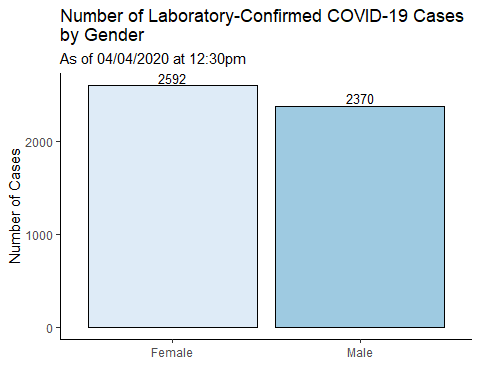 Number of Laboratory-Confirmed COVID-19 Cases
by Gender
As of 04/04/2020 at 12:30pm
2592
2370
2000
1000
0
Number of Cases
Female
Male